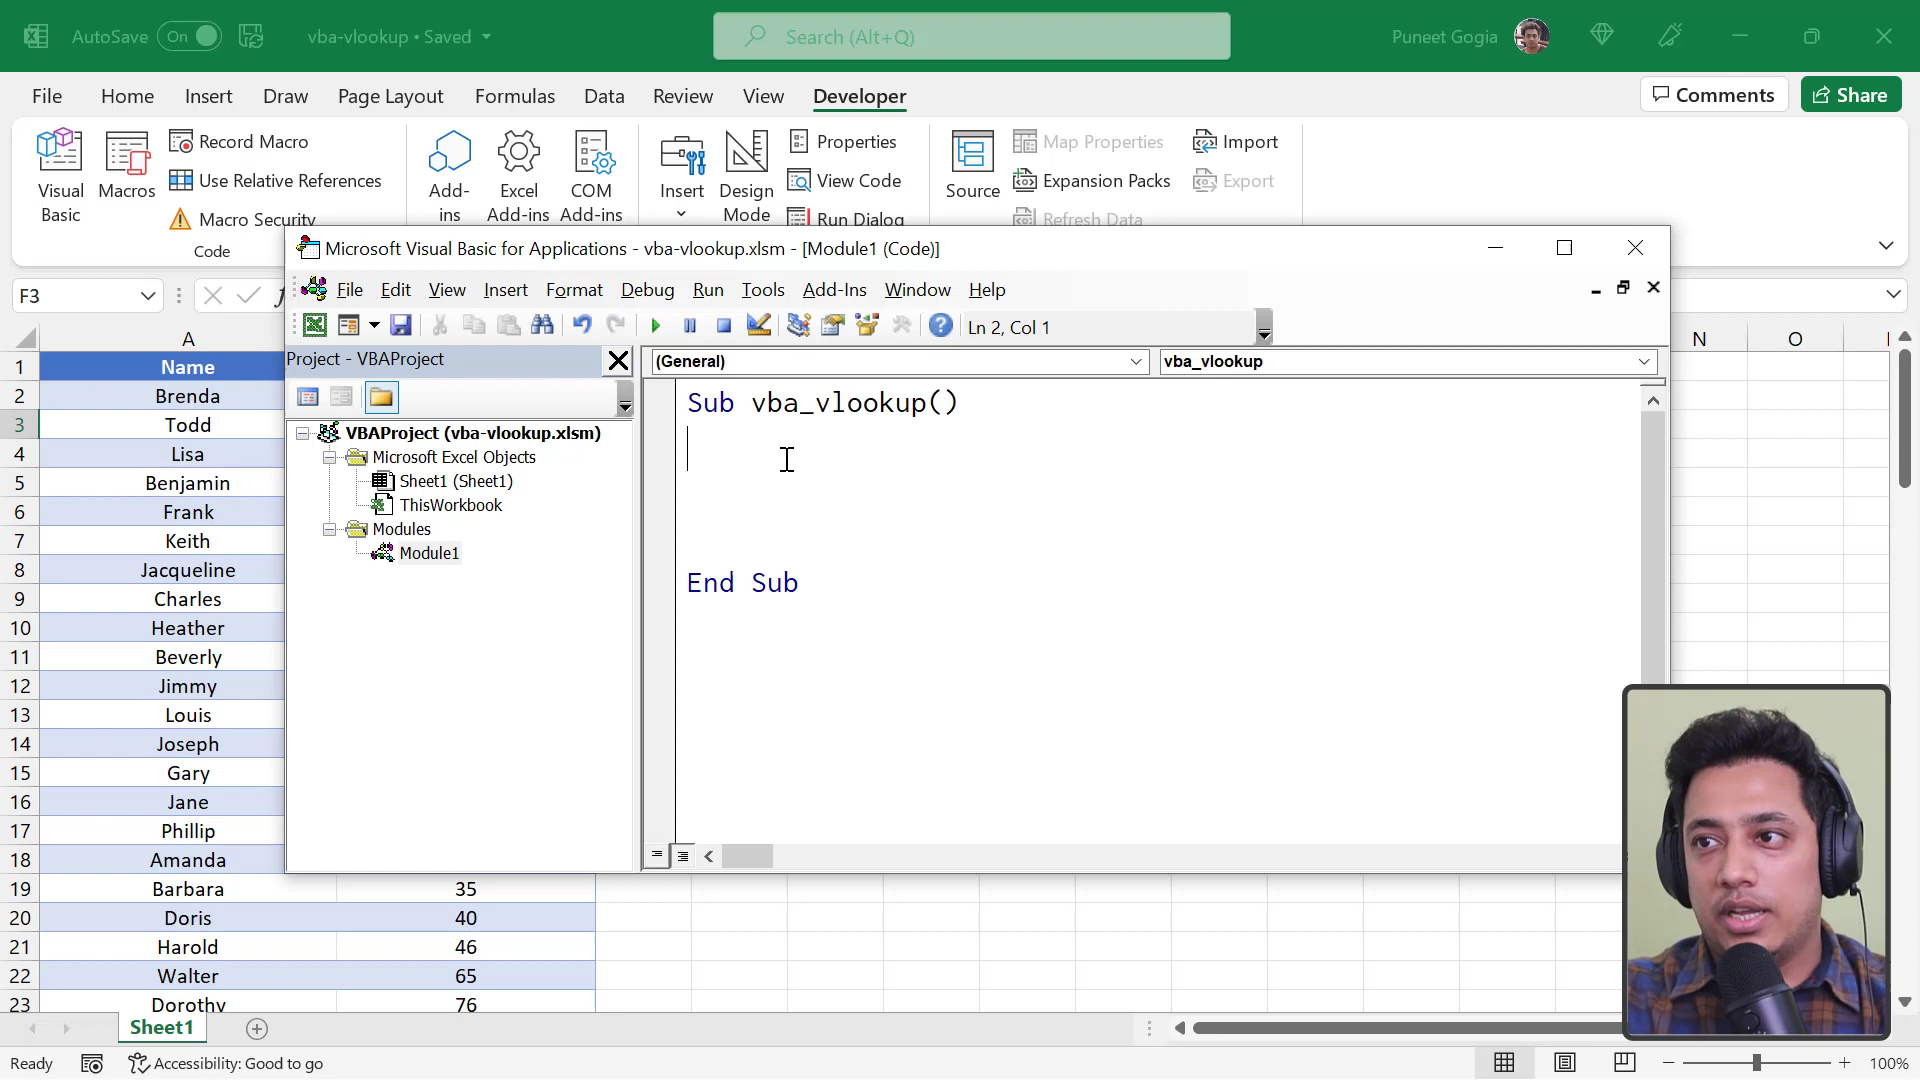 AutoSave On vba-vlookup • Saved Search (Alt+Q) Puneet Gogia
File Home Insert Draw Page Layout Formulas Data Review View Developer Comments Share
Visual Basic
Macros
Record Macro
Use Relative References
Macro Security
Code
Add-ins
Excel Add-ins
COM Add-ins
Insert
Design Mode
Properties
View Code
Run Dialog
Source
Map Properties
Expansion Packs
Refresh Data
Import
Export
F3
Microsoft Visual Basic for Applications - vba-vlookup.xlsm - [Module1 (Code)]
File Edit View Insert Format Debug Run Tools Add-Ins Window Help
Ln 2, Col 1
Project - VBAProject
VBAProject (vba-vlookup.xlsm)
Microsoft Excel Objects
Sheet1 (Sheet1)
ThisWorkbook
Modules
Module1
(General) vba_vlookup
Sub vba_vlookup()
End Sub
A N O
1 Name
2 Brenda
3 Todd
4 Lisa
5 Benjamin
6 Frank
7 Keith
8 Jacqueline
9 Charles
10 Heather
11 Beverly
12 Jimmy
13 Louis
14 Joseph
15 Gary
16 Jane
17 Phillip
18 Amanda
19 Barbara 35
20 Doris 40
21 Harold 46
22 Walter 65
23 Dorothy 76
Sheet1
Ready Accessibility: Good to go 100%